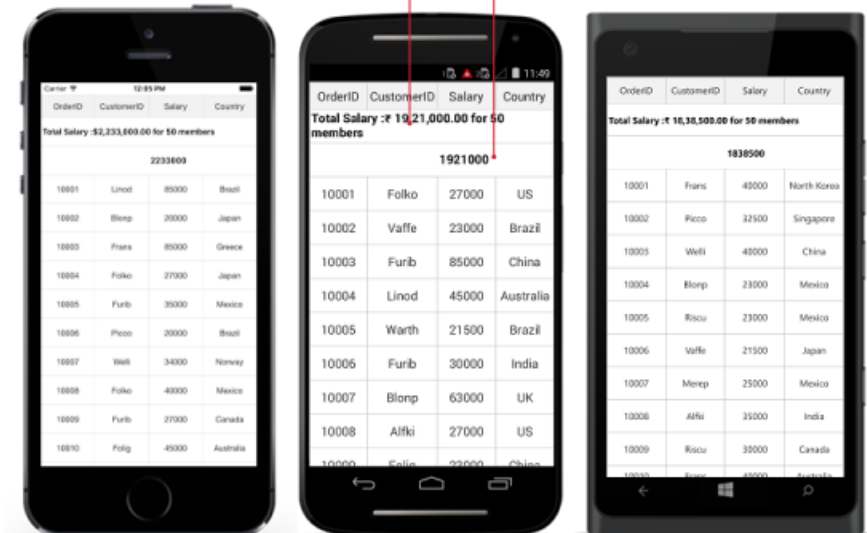 Carrier 12:05 PM
OrderID CustomerID Salary Country
Total Salary :$2,233,000.00 for 50 members
2233000
10001 Linod 85000 Brazil
10002 Blonp 20000 Japan
10003 Frans 85000 Greece
10004 Folko 27000 Japan
10005 Furib 35000 Mexico
10006 Picco 20000 Brazil
10007 Welli 34000 Norway
10008 Folko 40000 Mexico
10009 Furib 27000 Canada
10010 Folig 45000 Australia
11:49
OrderID CustomerID Salary Country
Total Salary :₹ 19,21,000.00 for 50
members
1921000
10001 Folko 27000 US
10002 Vaffe 23000 Brazil
10003 Furib 85000 China
10004 Linod 45000 Australia
10005 Warth 21500 Brazil
10006 Furib 30000 India
10007 Blonp 63000 UK
10008 Alfki 27000 US
10009 Folig 23000 China
OrderID CustomerID Salary Country
Total Salary :₹ 18,38,500.00 for 50 members
1838500
10001 Frans 40000 North Korea
10002 Picco 32500 Singapore
10003 Welli 40000 China
10004 Blonp 23000 Mexico
10005 Riscu 23000 Mexico
10006 Vaffe 21500 Japan
10007 Merep 25000 Mexico
10008 Alfki 35000 India
10009 Riscu 30000 Canada
10010 Frans 40000 Australia